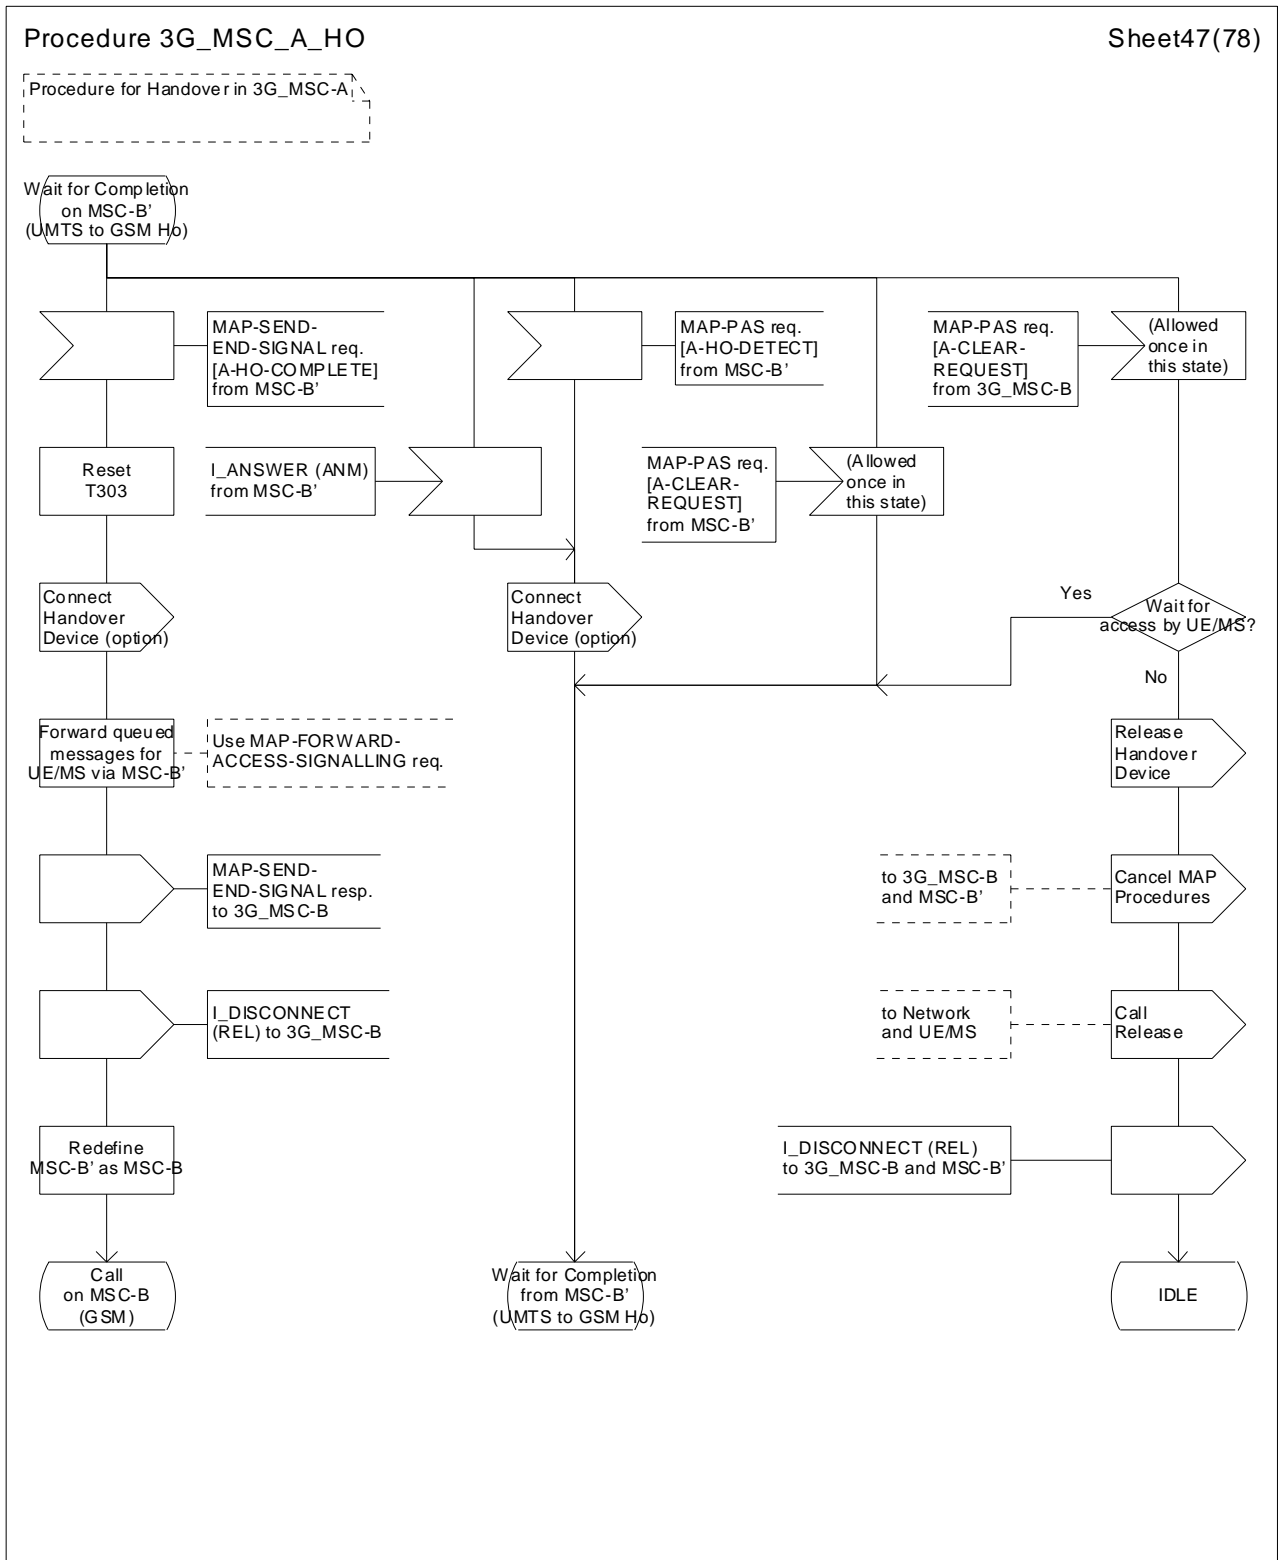 Procedure 3G_MSC_A_HO
Sheet47(78)
Procedure for Handover in 3G_MSC-A
Wait for Completion
on MSC-B'
(UMTS to GSM Ho)
MAP-SEND-
END-SIGNAL req.
[A-HO-COMPLETE]
from MSC-B'
MAP-PAS req.
[A-HO-DETECT]
from MSC-B'
MAP-PAS req.
[A-CLEAR-
REQUEST]
from 3G_MSC-B
(Allowed
once in
this state)
Reset
T303
I_ANSWER (ANM)
from MSC-B'
MAP-PAS req.
[A-CLEAR-
REQUEST]
from MSC-B'
(Allowed
once in
this state)
Connect
Handover
Device (option)
Connect
Handover
Device (option)
Yes
Wait for
access by UE/MS?
No
Forward queued
messages for
UE/MS via MSC-B'
Use MAP-FORWARD-
ACCESS-SIGNALLING req.
Release
Handover
Device
MAP-SEND-
END-SIGNAL resp.
to 3G_MSC-B
to 3G_MSC-B
and MSC-B'
Cancel MAP
Procedures
I_DISCONNECT
(REL) to 3G_MSC-B
to Network
and UE/MS
Call
Release
Redefine
MSC-B' as MSC-B
I_DISCONNECT (REL)
to 3G_MSC-B and MSC-B'
Call
on MSC-B
(GSM)
Wait for Completion
from MSC-B'
(UMTS to GSM Ho)
IDLE